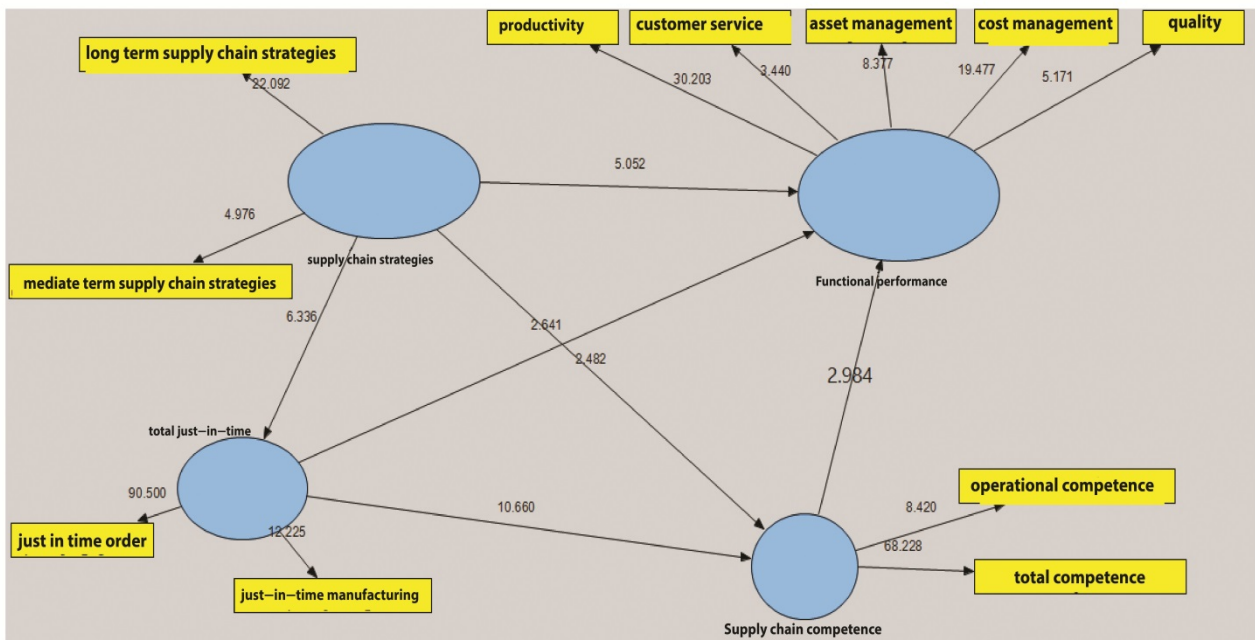 productivity
customer service
asset management
cost management
quality
long term supply chain strategies
22.092
30.203
3.440
8.377
19.477
5.171
5.052
4.976
supply chain strategies
mediate term supply chain strategies
Functional performance
6.336
2.641
2.482
2.984
total just-in-time
90.500
10.660
operational competence
8.420
just in time order
12.225
68.228
total competence
just-in-time manufacturing
Supply chain competence